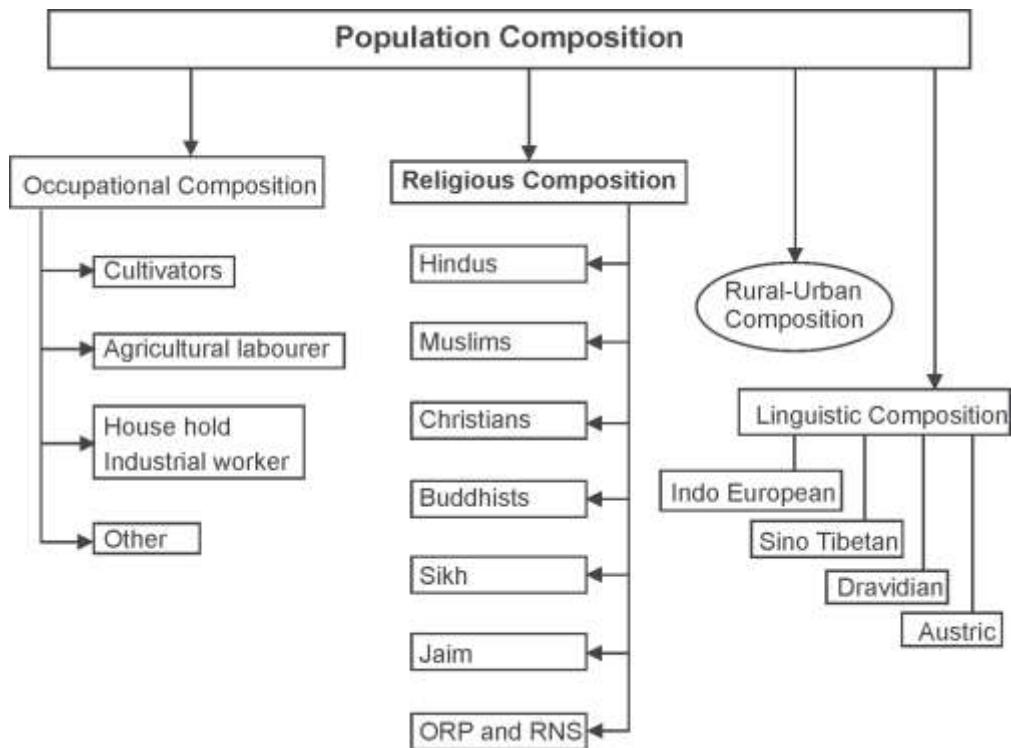 Population Composition
Occupational Composition
Cultivators
Agricultural labourer
House hold
Industrial worker
Other
Religious Composition
Hindus
Muslims
Christians
Buddhists
Sikh
Jaim
ORP and RNS
Rural-Urban
Composition
Linguistic Composition
Indo European
Sino Tibetan
Dravidian
Austric